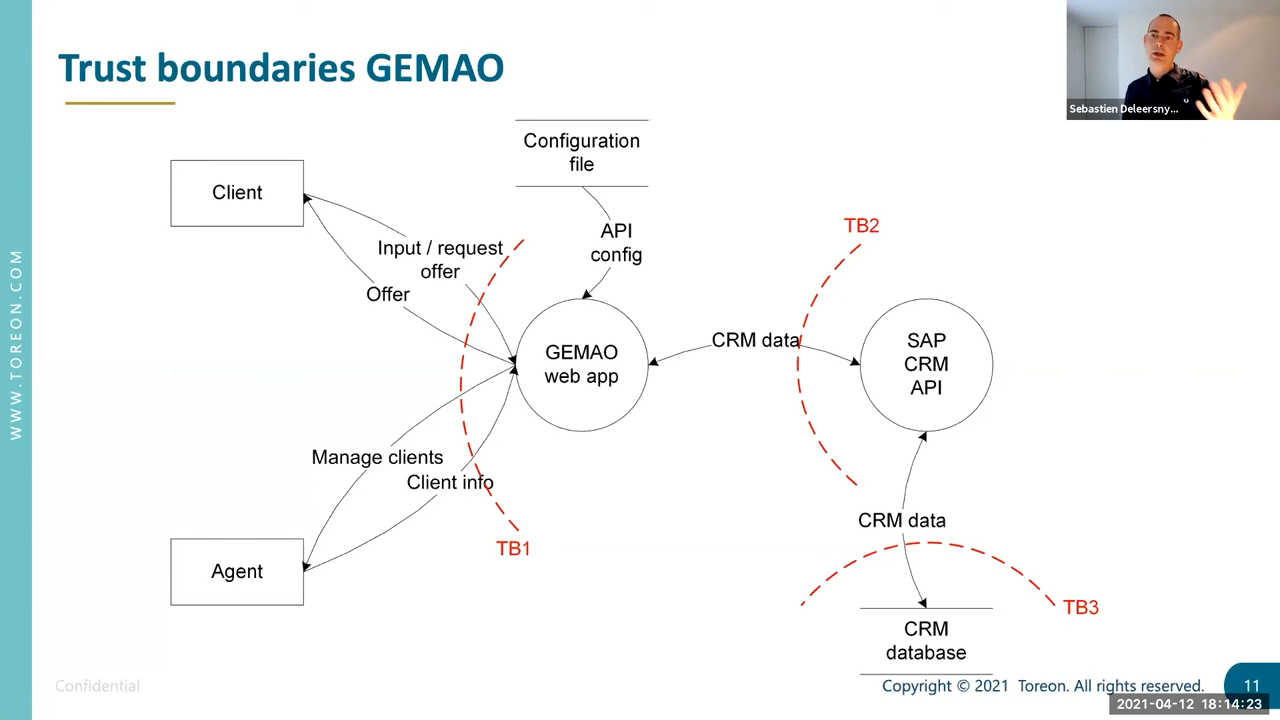 Trust boundaries GEMAO
Sebastien Deleersny...
WWW.TOREON.COM
Configuration
file
Client
API
config
TB2
Input / request
offer
Offer
GEMAO
web app
CRM data
SAP
CRM
API
Manage clients
Client info
TB1
CRM data
Agent
TB3
CRM
database
Confidential
Copyright © 2021 Toreon. All rights reserved.
11
2021-04-12 18:14:23